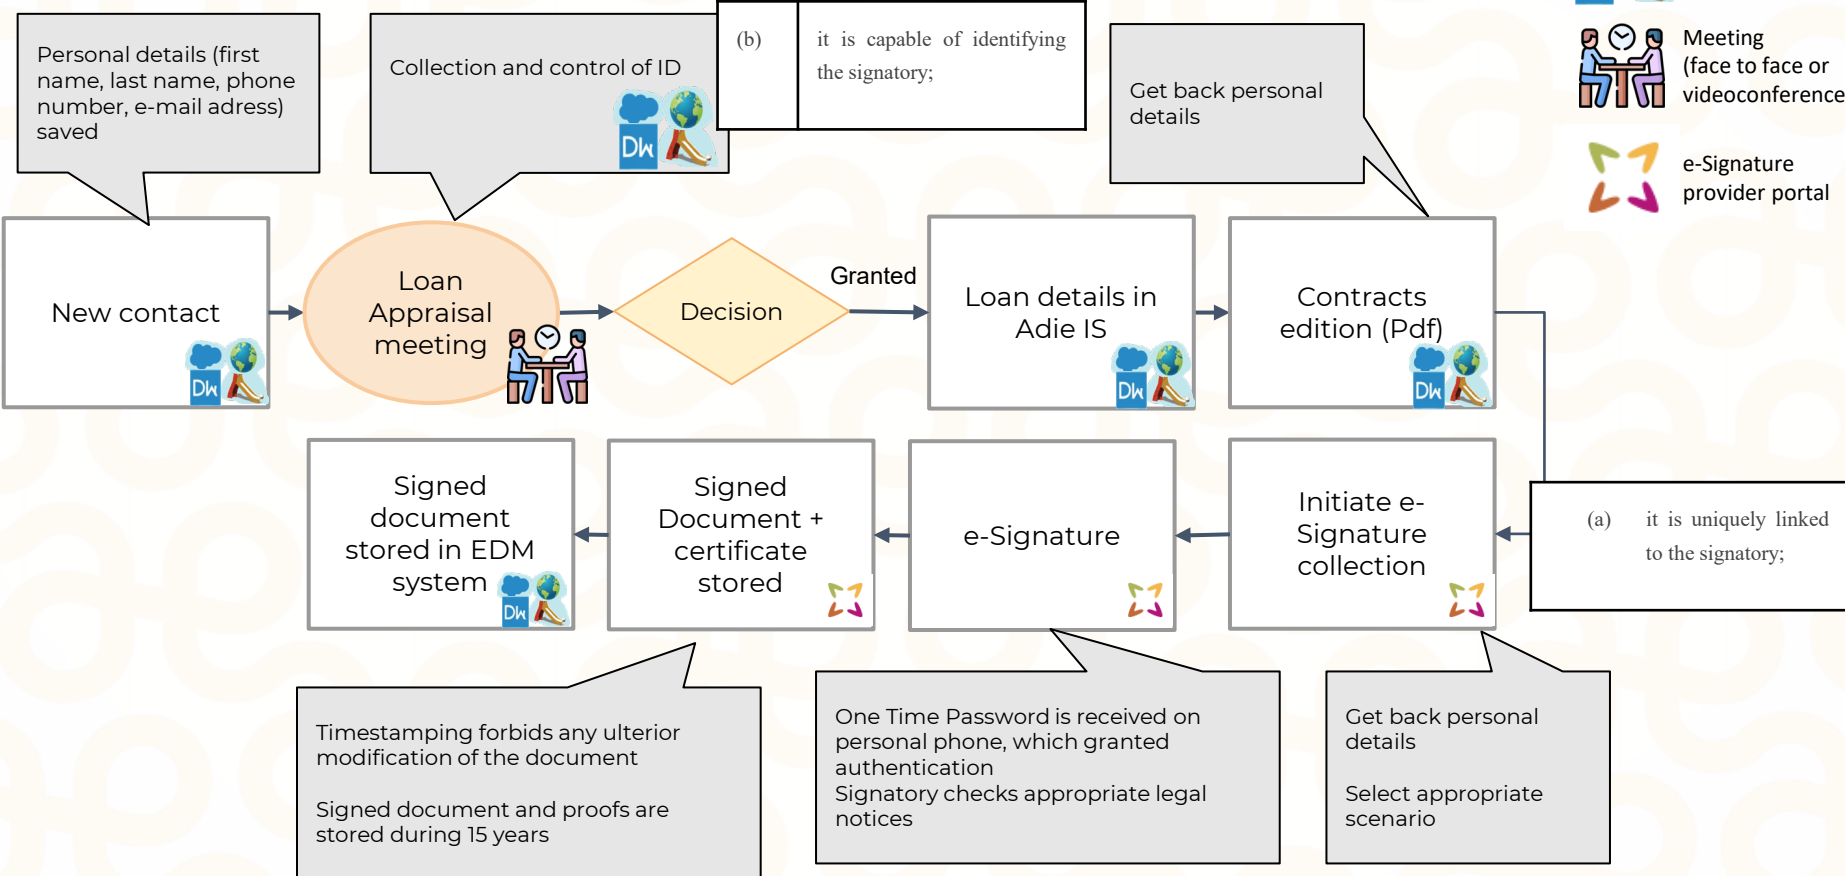 Personal details (first
name, last name, phone
number, e-mail adress)
saved
Collection and control of ID
DW
(b) it is capable of identifying
the signatory;
Get back personal
details
Meeting
(face to face or
videoconference
e-Signature
provider portal
New contact
DW
Loan
Appraisal
meeting
Decision
Granted
Loan details in
Adie IS
DW
Contracts
edition (Pdf)
DW
Signed
document
stored in EDM
system
DW
Signed
Document +
certificate
stored
e-Signature
Initiate e-
Signature
collection
(a) it is uniquely linked
to the signatory;
Timestamping forbids any ulterior
modification of the document
Signed document and proofs are
stored during 15 years
One Time Password is received on
personal phone, which granted
authentication
Signatory checks appropriate legal
notices
Get back personal
details
Select appropriate
scenario